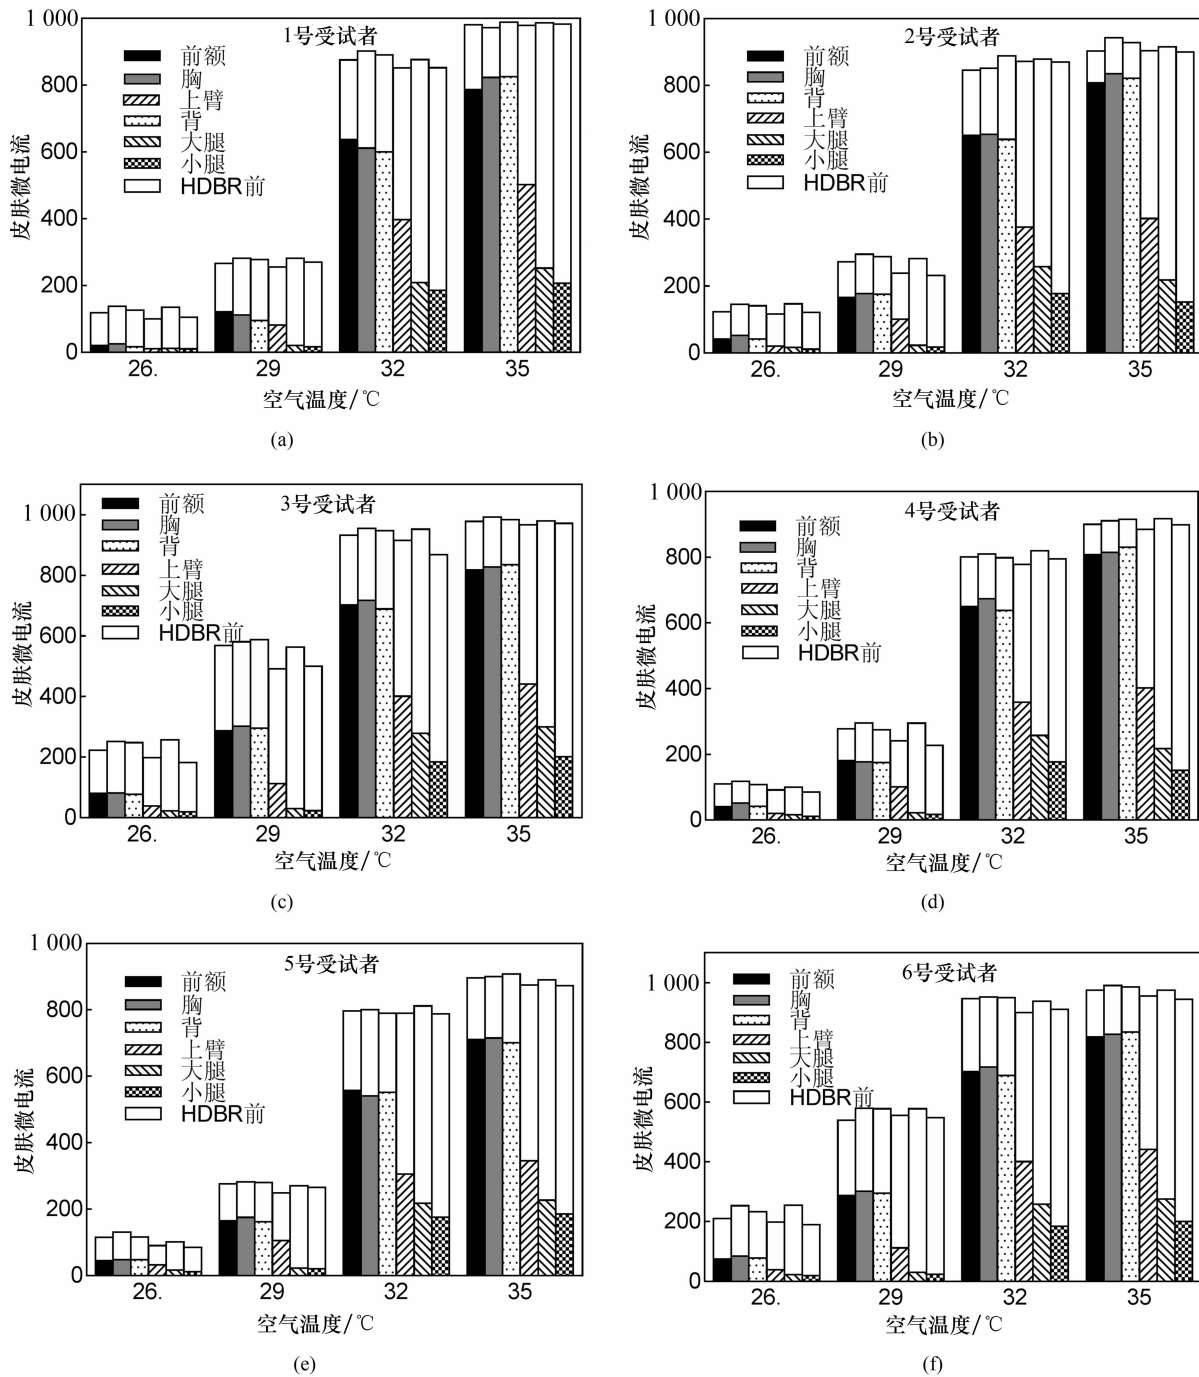 1 000
800
600
400
200
0
皮肤微电流
1号受试者
前额
胸
上臂
背
大腿
小腿
HDBR前
26.
29
32
35
空气温度/℃
(a)
1 000
800
600
400
200
0
皮肤微电流
2号受试者
前额
胸
背
上臂
大腿
小腿
HDBR前
26.
29
32
35
空气温度/℃
(b)
1 000
800
600
400
200
0
皮肤微电流
3号受试者
前额
胸
背
上臂
大腿
小腿
HDBR前
26.
29
32
35
空气温度/℃
(c)
1 000
800
600
400
200
0
皮肤微电流
4号受试者
前额
胸
背
上臂
大腿
小腿
HDBR前
26.
29
32
35
空气温度/℃
(d)
1 000
800
600
400
200
0
皮肤微电流
5号受试者
前额
胸
背
上臂
大腿
小腿
HDBR前
26.
29
32
35
空气温度/℃
(e)
1 000
800
600
400
200
0
皮肤微电流
6号受试者
前额
胸
背
上臂
大腿
小腿
HDBR前
26.
29
32
35
空气温度/℃
(f)